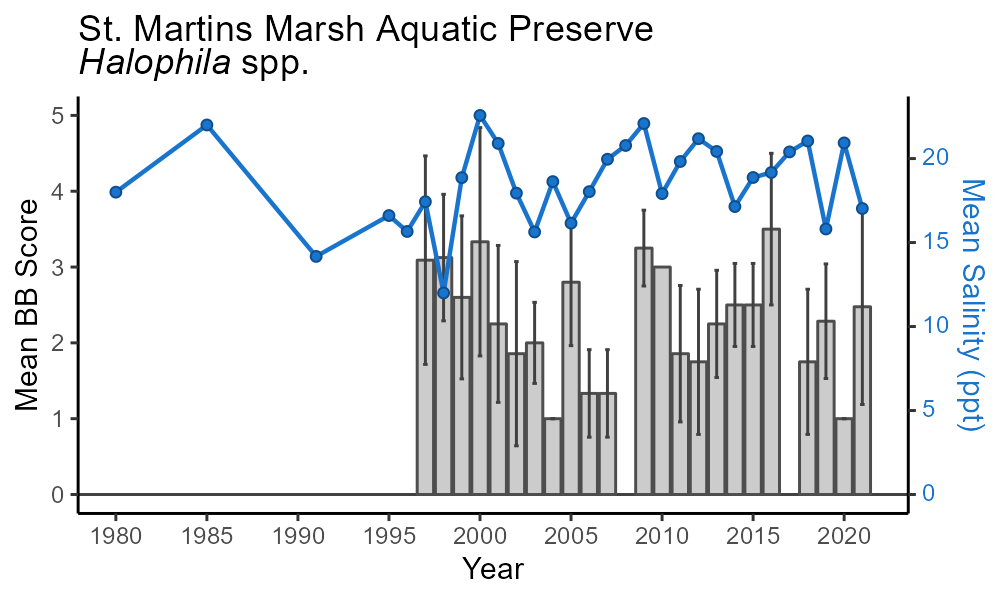 St. Martins Marsh Aquatic Preserve
Halophila spp.
5
4
3
2
1
0
Mean BB Score
20
15
10
5
0
Mean Salinity (ppt)
1980 1985 1990 1995 2000 2005 2010 2015 2020
Year